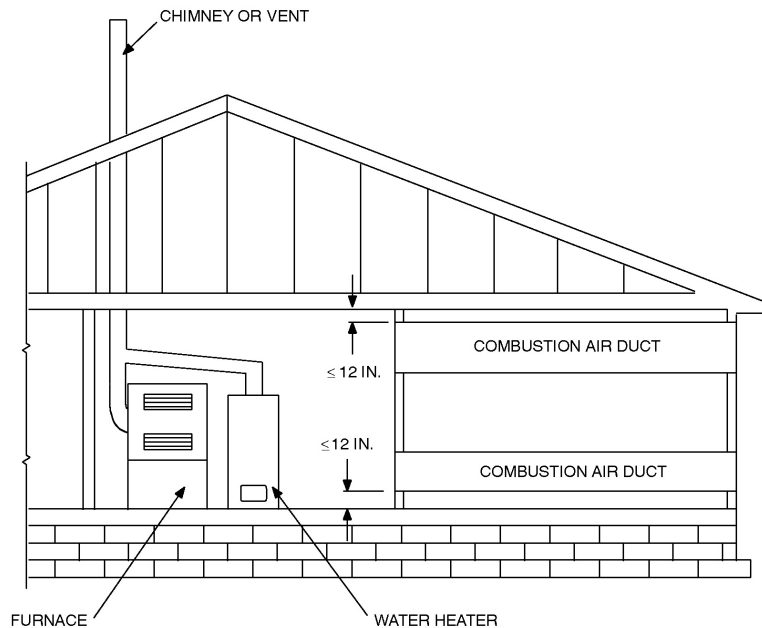 CHIMNEY OR VENT
COMBUSTION AIR DUCT
≤12 IN.
≤12 IN.
COMBUSTION AIR DUCT
FURNACE
WATER HEATER